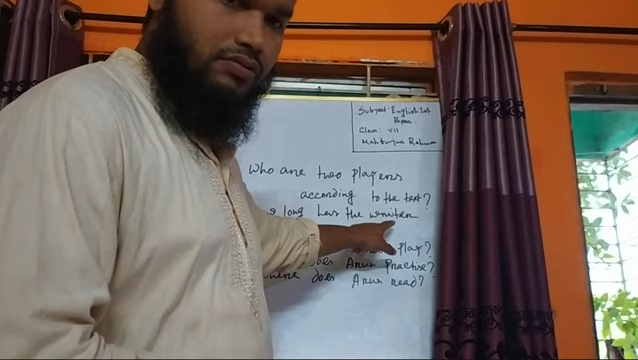 Subject: English 1st
Paper
Class: VII
Mahbubur Rahman
Who are two players
according to the text?
long has the writer
play?
does Arun Practise?
does Arun read?